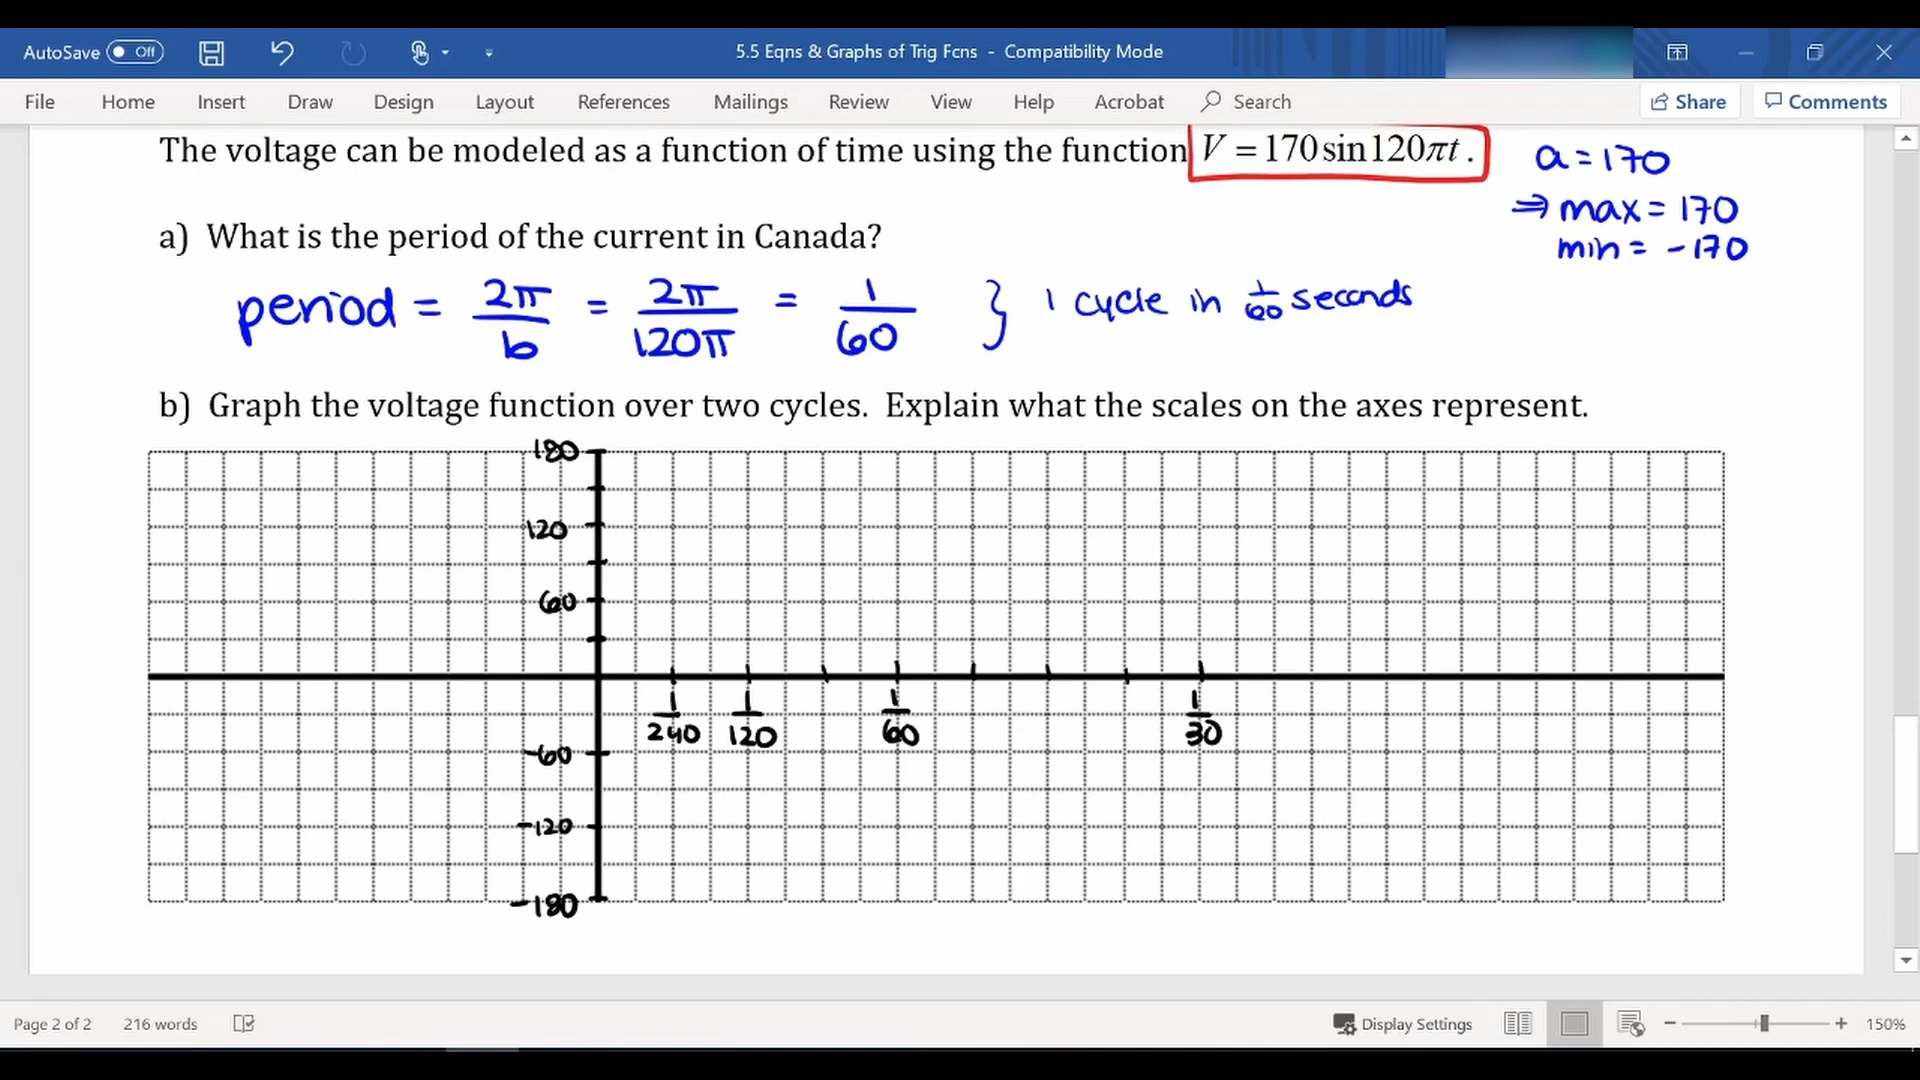 AutoSave Off 5.5 Eqns & Graphs of Trig Fcns - Compatibility Mode
File Home Insert Draw Design Layout References Mailings Review View Help Acrobat Search Share Comments
The voltage can be modeled as a function of time using the function V = 170 sin 120πt.
a = 170
⇒ max = 170
min = -170
a) What is the period of the current in Canada?
period = 2π/b = 2π/120π = 1/60 } 1 cycle in 1/60 seconds
b) Graph the voltage function over two cycles. Explain what the scales on the axes represent.
180
120
60
1/240 1/120 1/60 1/30
-60
-120
-180
Page 2 of 2 216 words Display Settings 150%